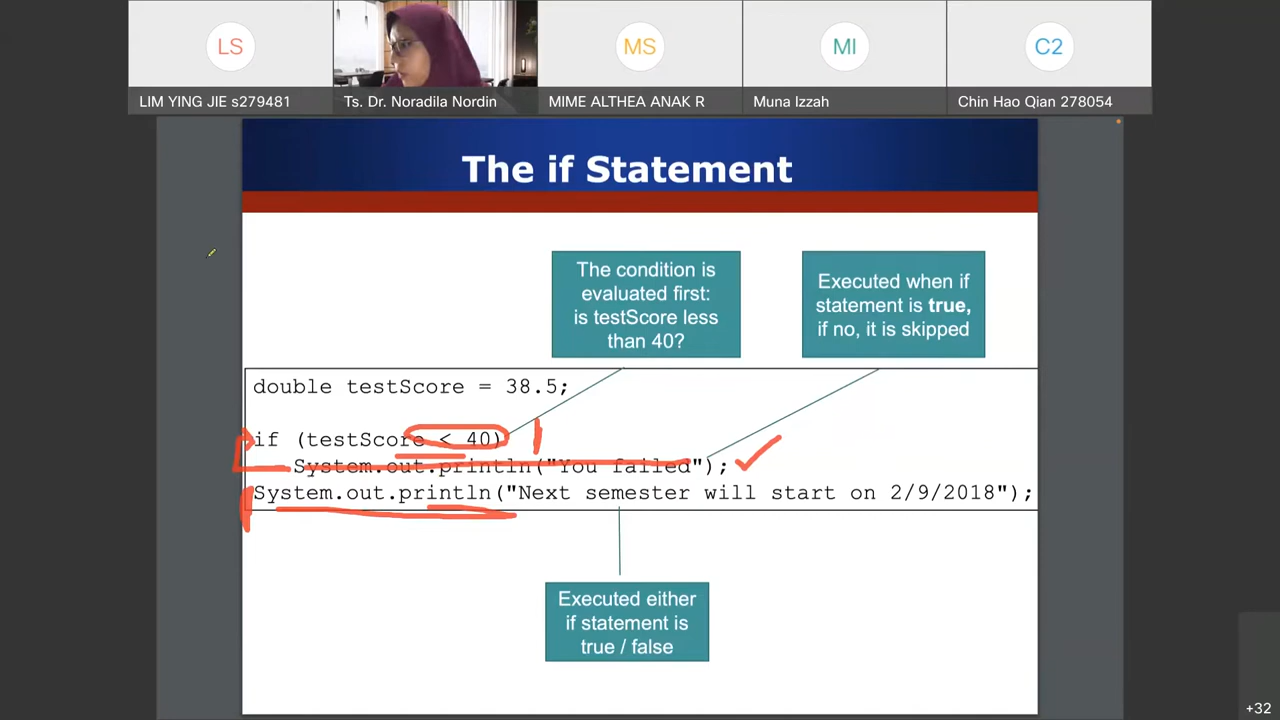 LS
MS
MI
C2
LIM YING JIE s279481
Ts. Dr. Noradila Nordin
MIME ALTHEA ANAK R
Muna Izzah
Chin Hao Qian 278054
The if Statement
The condition is
evaluated first:
is testScore less
than 40?
Executed when if
statement is true,
if no, it is skipped
double testScore = 38.5;
if (testScore < 40)
System.out.println("You failed");
System.out.println("Next semester will start on 2/9/2018");
Executed either
if statement is
true / false
+32